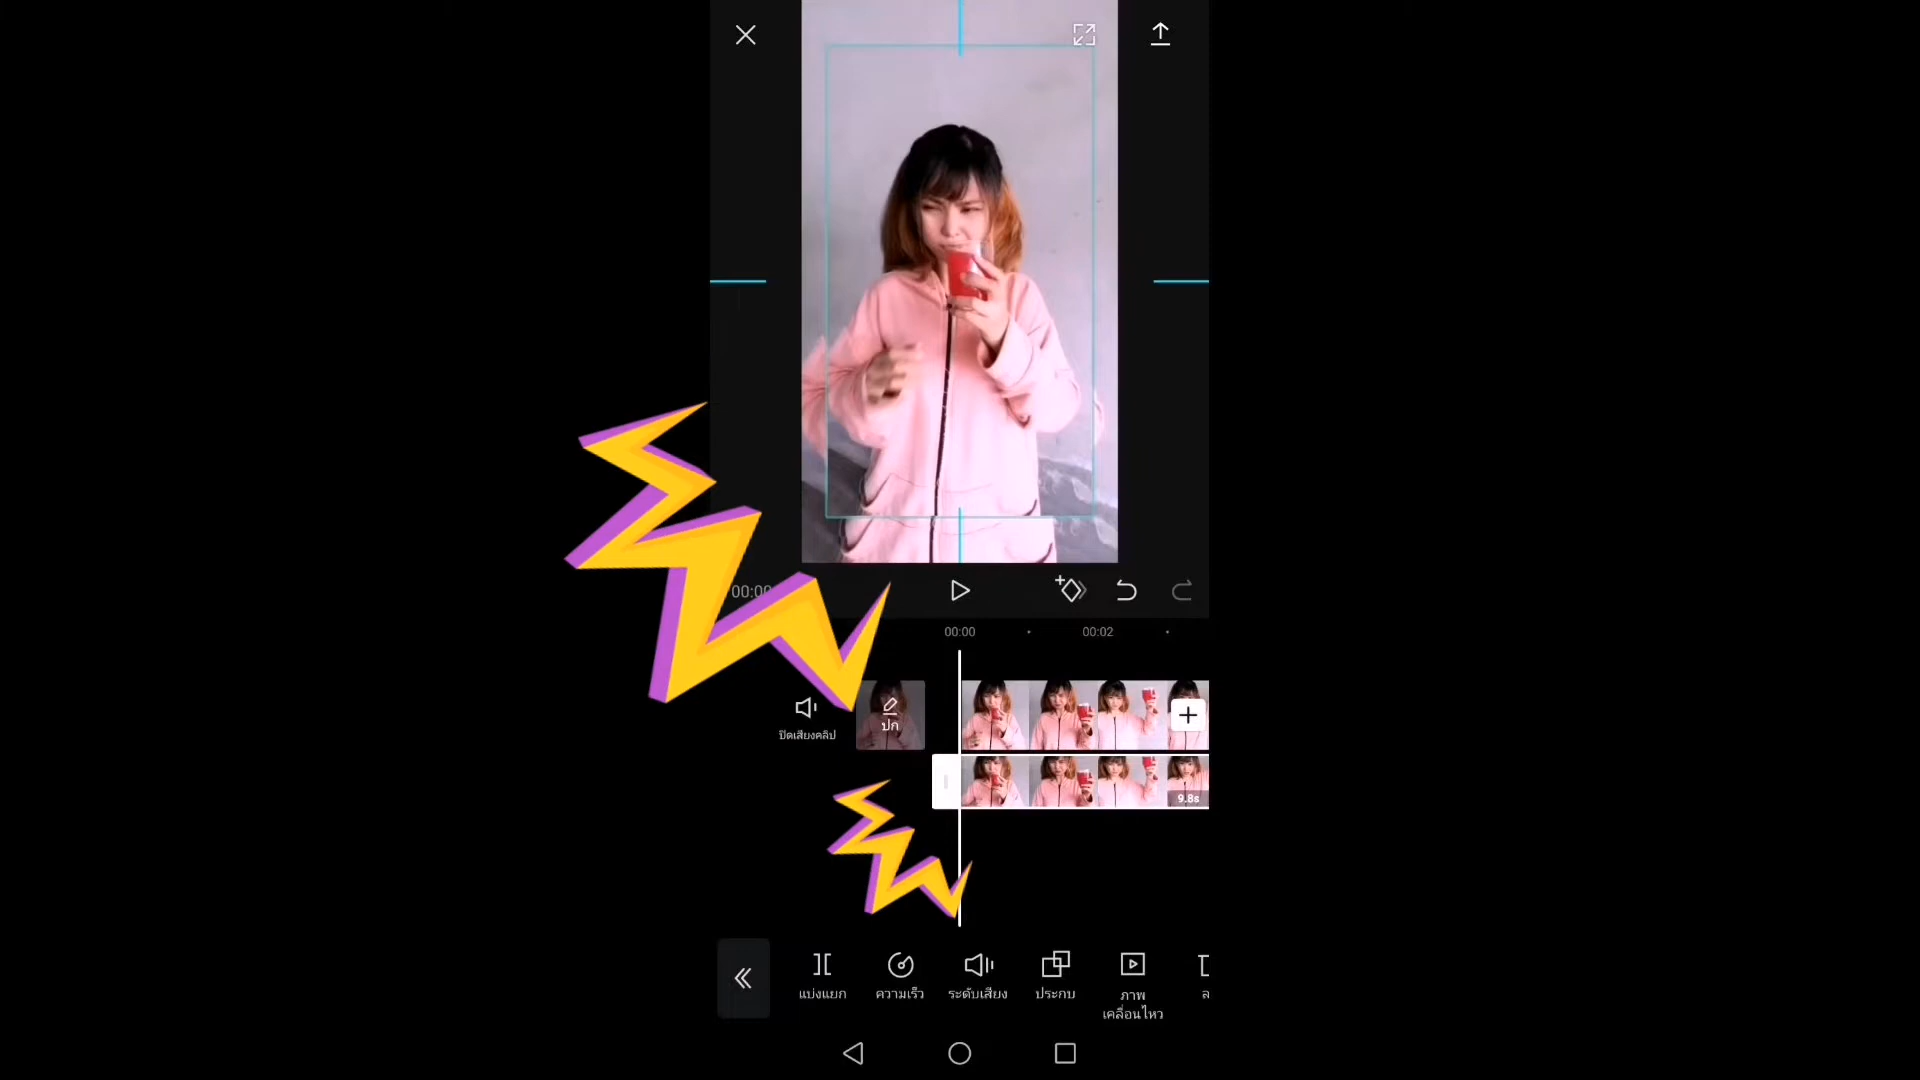 00:00
00:00
00:02
ปิดเสียงคลิป
ปก
9.8s
แบ่งแยก
ความเร็ว
ระดับเสียง
ประกบ
ภาพ
เคลื่อนไหว
ล